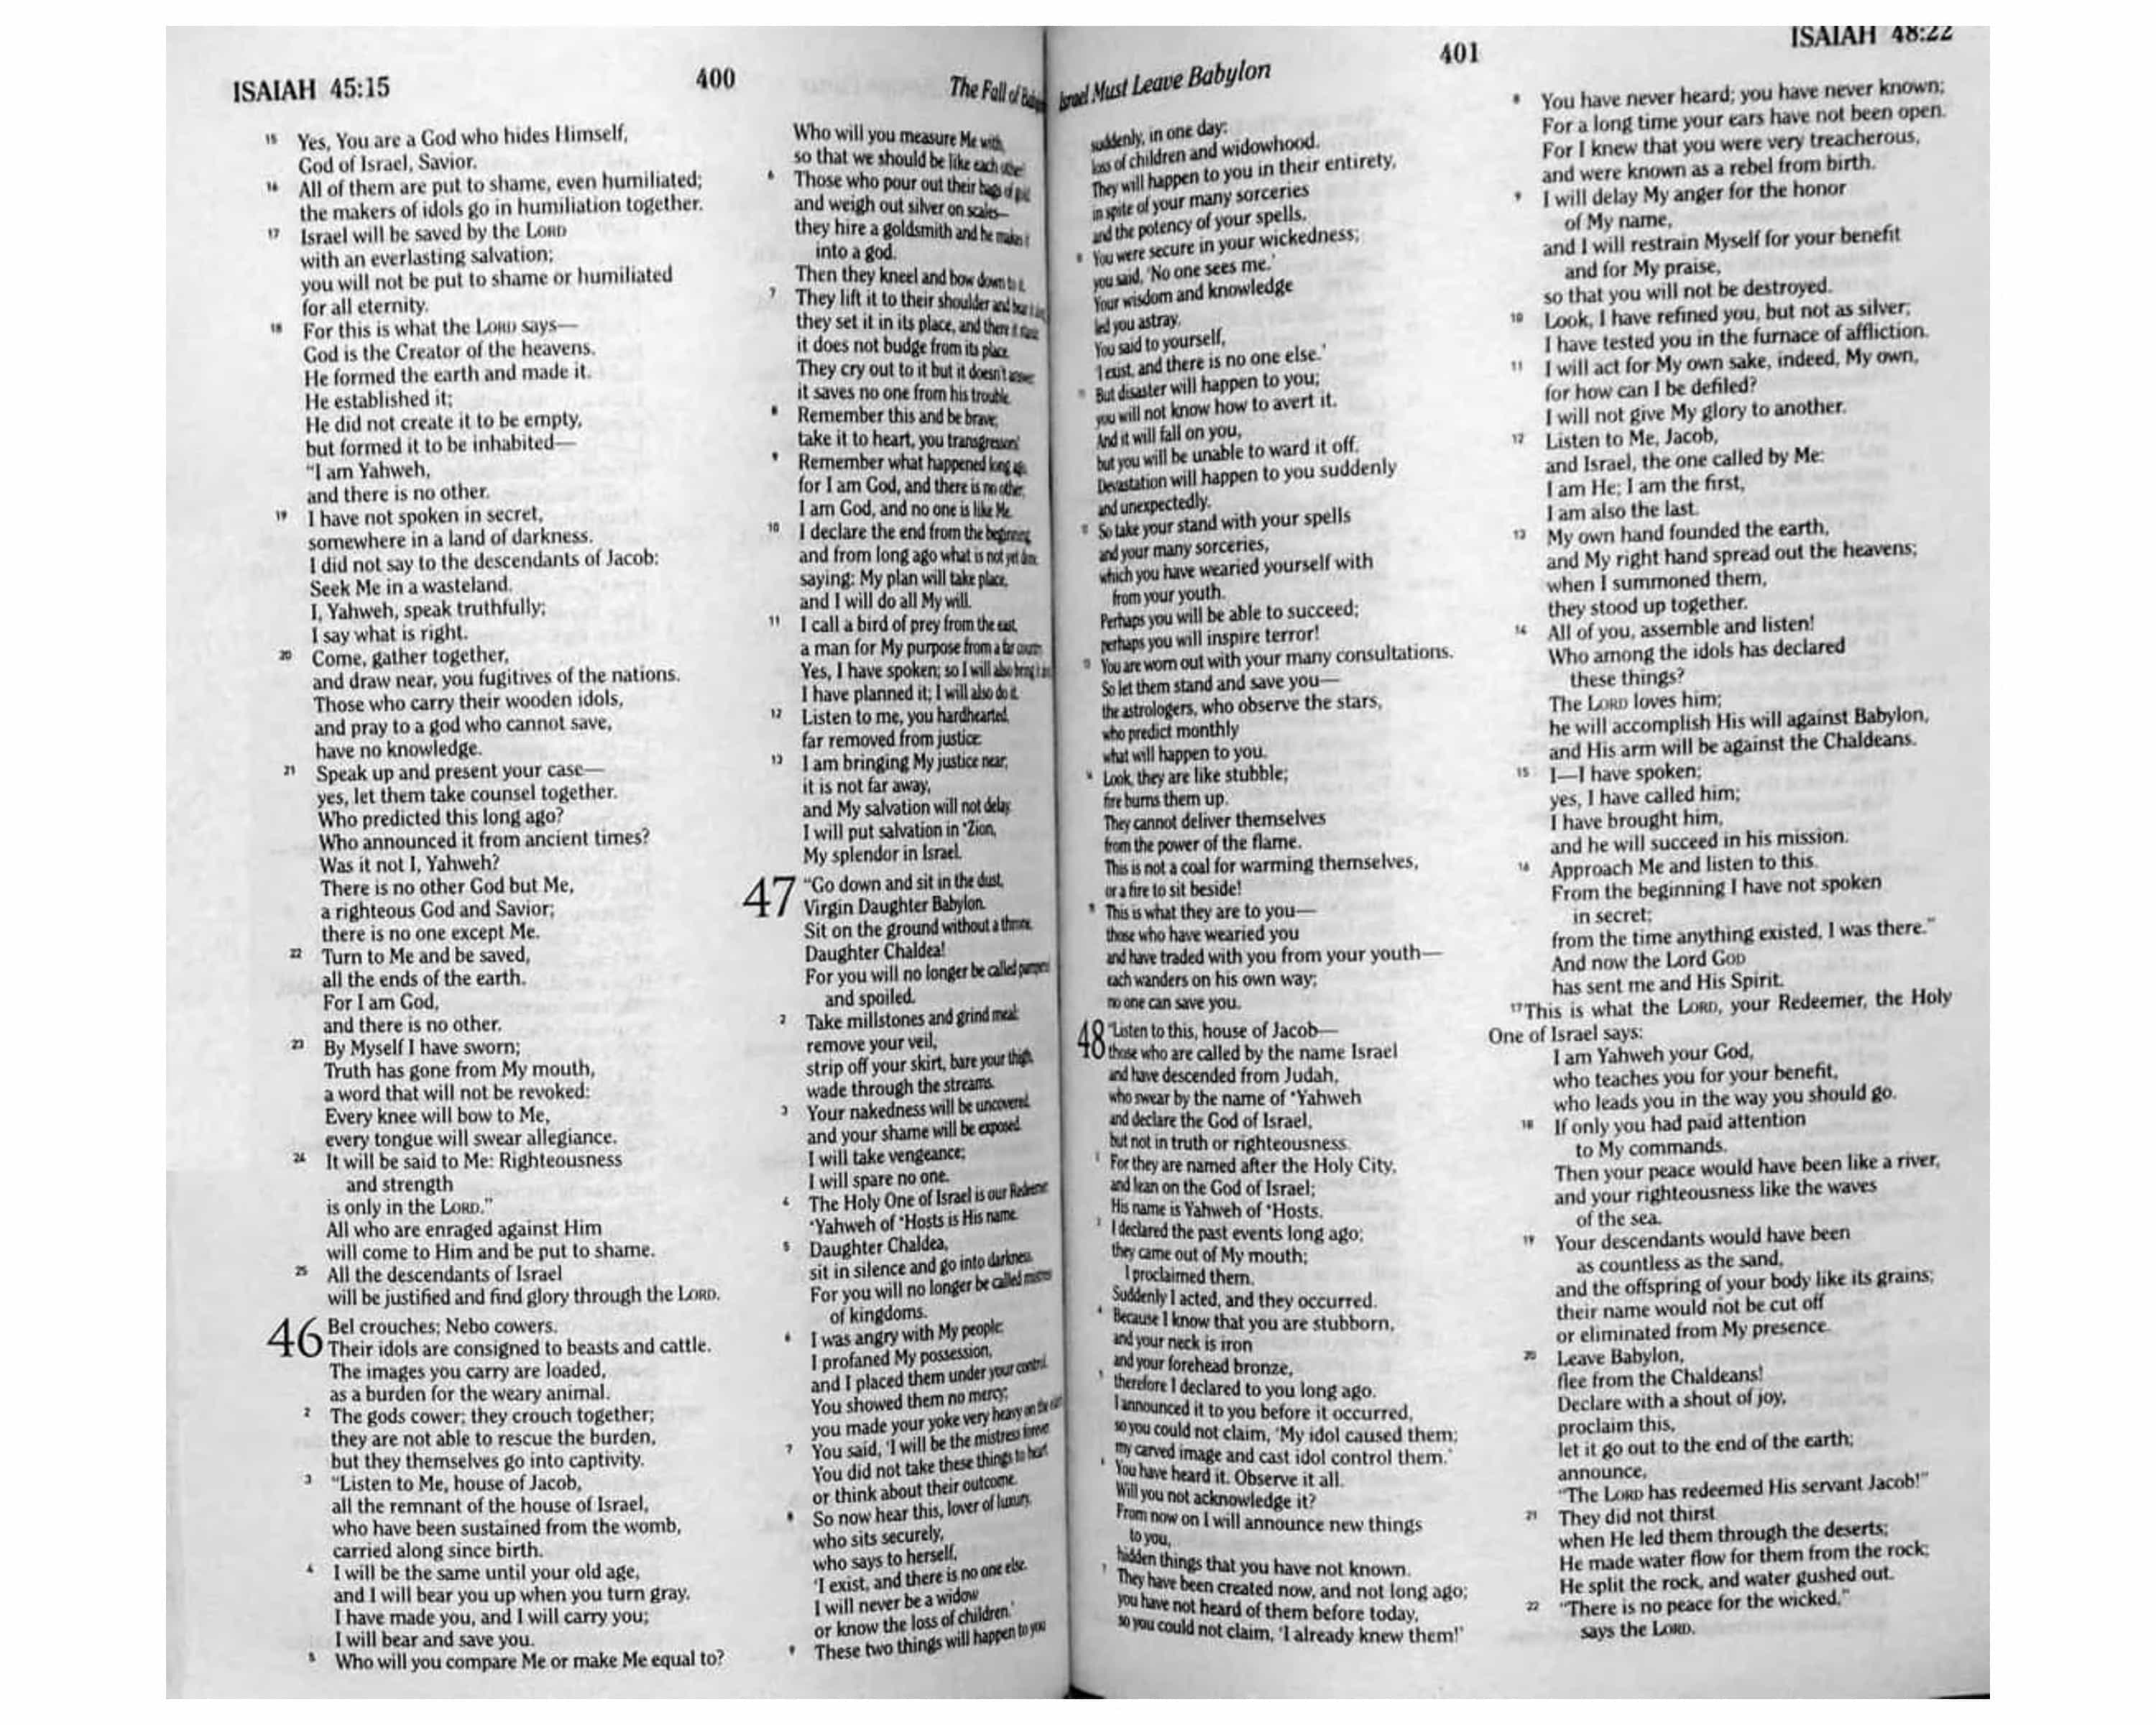 ISAIAH 45:15
400
The Fall of
15 Yes, You are a God who hides Himself,
God of Israel, Savior.
16 All of them are put to shame, even humiliated;
the makers of idols go in humiliation together.
17 Israel will be saved by the LORD
with an everlasting salvation;
you will not be put to shame or humiliated
for all eternity.
18 For this is what the LORD says—
God is the Creator of the heavens.
He formed the earth and made it.
He established it;
He did not create it to be empty,
but formed it to be inhabited—
"I am Yahweh,
and there is no other.
19 I have not spoken in secret,
somewhere in a land of darkness.
I did not say to the descendants of Jacob:
Seek Me in a wasteland.
I, Yahweh, speak truthfully;
I say what is right.
20 Come, gather together,
and draw near, you fugitives of the nations.
Those who carry their wooden idols,
and pray to a god who cannot save,
have no knowledge.
21 Speak up and present your case—
yes, let them take counsel together.
Who predicted this long ago?
Who announced it from ancient times?
Was it not I, Yahweh?
There is no other God but Me,
a righteous God and Savior;
there is no one except Me.
22 Turn to Me and be saved,
all the ends of the earth.
For I am God,
and there is no other.
23 By Myself I have sworn;
Truth has gone from My mouth,
a word that will not be revoked:
Every knee will bow to Me,
every tongue will swear allegiance.
24 It will be said to Me: Righteousness
and strength
is only in the LORD."
All who are enraged against Him
will come to Him and be put to shame.
25 All the descendants of Israel
will be justified and find glory through the LORD.
46 Bel crouches; Nebo cowers.
Their idols are consigned to beasts and cattle.
The images you carry are loaded,
as a burden for the weary animal.
2 The gods cower; they crouch together;
they are not able to rescue the burden,
but they themselves go into captivity.
3 "Listen to Me, house of Jacob,
all the remnant of the house of Israel,
who have been sustained from the womb,
carried along since birth.
4 I will be the same until your old age,
and I will bear you up when you turn gray.
I have made you, and I will carry you;
I will bear and save you.
5 Who will you compare Me or make Me equal to?
Who will you measure Me with,
so that we should be like each other?
6 Those who pour out their bags of gold
and weigh out silver on scales—
they hire a goldsmith and he makes it
into a god.
Then they kneel and bow down to it.
7 They lift it to their shoulder and bear it
they set it in its place, and there it stands;
it does not budge from its place.
They cry out to it but it doesn't answer;
it saves no one from his trouble.
8 Remember this and be brave;
take it to heart, you transgressors!
9 Remember what happened long ago,
for I am God, and there is no other;
I am God, and no one is like Me.
10 I declare the end from the beginning,
and from long ago what is not yet done,
saying: My plan will take place,
and I will do all My will.
11 I call a bird of prey from the east,
a man for My purpose from a far country.
Yes, I have spoken; so I will also bring it
I have planned it; I will also do it.
12 Listen to me, you hardhearted,
far removed from justice:
13 I am bringing My justice near;
it is not far away,
and My salvation will not delay.
I will put salvation in •Zion,
My splendor in Israel.
47 "Go down and sit in the dust,
Virgin Daughter Babylon.
Sit on the ground without a throne,
Daughter Chaldea!
For you will no longer be called pampered
and spoiled.
2 Take millstones and grind meal;
remove your veil,
strip off your skirt, bare your thigh,
wade through the streams.
3 Your nakedness will be uncovered,
and your shame will be exposed.
I will take vengeance;
I will spare no one.
4 The Holy One of Israel is our Redeemer;
•Yahweh of •Hosts is His name.
5 Daughter Chaldea,
sit in silence and go into darkness.
For you will no longer be called mistress
of kingdoms.
6 I was angry with My people;
I profaned My possession,
and I placed them under your control.
You showed them no mercy;
you made your yoke very heavy on the
7 You said, 'I will be the mistress forever.'
You did not take these things to heart
or think about their outcome.
8 So now hear this, lover of luxury,
who sits securely,
who says to herself,
'I exist, and there is no one else.
I will never be a widow
or know the loss of children.'
9 These two things will happen to you
Israel Must Leave Babylon
401
ISAIAH 48:22
suddenly, in one day:
loss of children and widowhood.
They will happen to you in their entirety,
in spite of your many sorceries
and the potency of your spells.
10 You were secure in your wickedness;
you said, 'No one sees me.'
Your wisdom and knowledge
led you astray.
You said to yourself,
'I exist, and there is no one else.'
11 But disaster will happen to you;
you will not know how to avert it.
And it will fall on you,
but you will be unable to ward it off.
Devastation will happen to you suddenly
and unexpectedly.
12 So take your stand with your spells
and your many sorceries,
which you have wearied yourself with
from your youth.
Perhaps you will be able to succeed;
perhaps you will inspire terror!
13 You are worn out with your many consultations.
So let them stand and save you—
the astrologers, who observe the stars,
who predict monthly
what will happen to you.
14 Look, they are like stubble;
fire burns them up.
They cannot deliver themselves
from the power of the flame.
This is not a coal for warming themselves,
or a fire to sit beside!
15 This is what they are to you—
those who have wearied you
and have traded with you from your youth—
each wanders on his own way;
no one can save you.
48 "Listen to this, house of Jacob—
those who are called by the name Israel
and have descended from Judah,
who swear by the name of •Yahweh
and declare the God of Israel,
but not in truth or righteousness.
2 For they are named after the Holy City,
and lean on the God of Israel;
His name is Yahweh of •Hosts.
3 I declared the past events long ago;
they came out of My mouth;
I proclaimed them.
Suddenly I acted, and they occurred.
4 Because I know that you are stubborn,
and your neck is iron
and your forehead bronze,
5 therefore I declared to you long ago.
I announced it to you before it occurred,
so you could not claim, 'My idol caused them;
my carved image and cast idol control them.'
6 You have heard it. Observe it all.
Will you not acknowledge it?
From now on I will announce new things
to you,
hidden things that you have not known.
7 They have been created now, and not long ago;
you have not heard of them before today,
so you could not claim, 'I already knew them!'
8 You have never heard; you have never known;
For a long time your ears have not been open.
For I knew that you were very treacherous,
and were known as a rebel from birth.
9 I will delay My anger for the honor
of My name,
and I will restrain Myself for your benefit
and for My praise,
so that you will not be destroyed.
10 Look, I have refined you, but not as silver;
I have tested you in the furnace of affliction.
11 I will act for My own sake, indeed, My own,
for how can I be defiled?
I will not give My glory to another.
12 Listen to Me, Jacob,
and Israel, the one called by Me:
I am He; I am the first,
I am also the last.
13 My own hand founded the earth,
and My right hand spread out the heavens;
when I summoned them,
they stood up together.
14 All of you, assemble and listen!
Who among the idols has declared
these things?
The LORD loves him;
he will accomplish His will against Babylon,
and His arm will be against the Chaldeans.
15 I—I have spoken;
yes, I have called him;
I have brought him,
and he will succeed in his mission.
16 Approach Me and listen to this.
From the beginning I have not spoken
in secret;
from the time anything existed, I was there."
And now the Lord GOD
has sent me and His Spirit.
17 This is what the LORD, your Redeemer, the Holy
One of Israel says:
I am Yahweh your God,
who teaches you for your benefit,
who leads you in the way you should go.
18 If only you had paid attention
to My commands.
Then your peace would have been like a river,
and your righteousness like the waves
of the sea.
19 Your descendants would have been
as countless as the sand,
and the offspring of your body like its grains;
their name would not be cut off
or eliminated from My presence.
20 Leave Babylon,
flee from the Chaldeans!
Declare with a shout of joy,
proclaim this,
let it go out to the end of the earth;
announce,
"The LORD has redeemed His servant Jacob!"
21 They did not thirst
when He led them through the deserts;
He made water flow for them from the rock;
He split the rock, and water gushed out.
22 "There is no peace for the wicked,"
says the LORD.